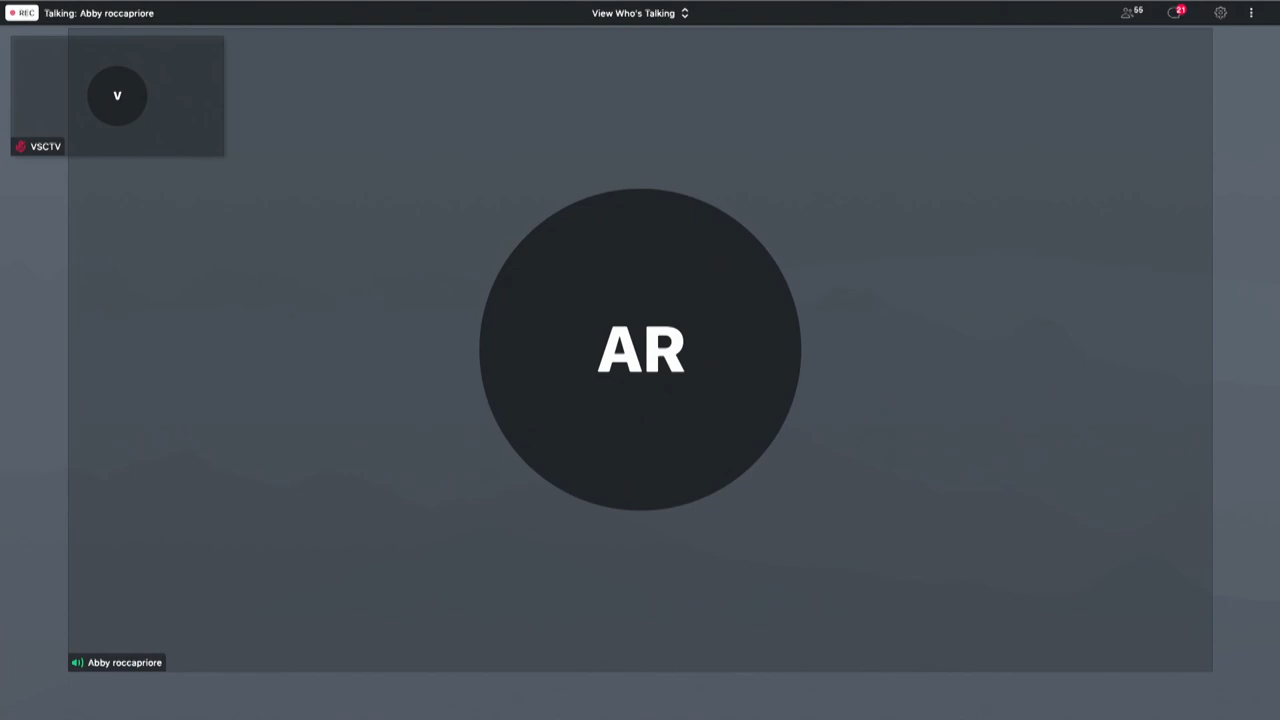 REC Talking: Abby roccapriore
View Who's Talking
55
21
V
VSCTV
AR
Abby roccapriore